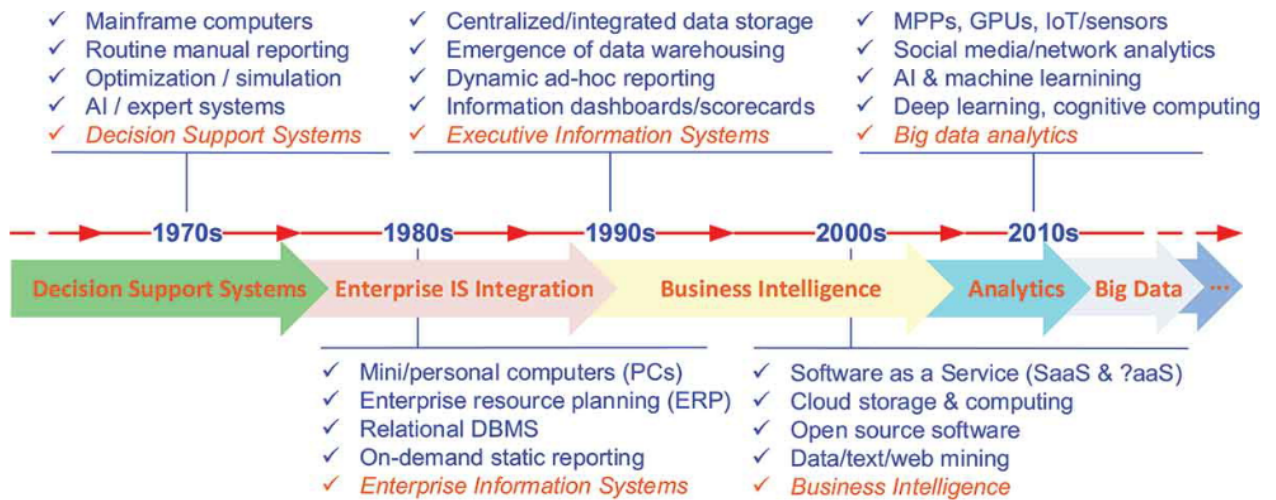 ✓ Mainframe computers
✓ Routine manual reporting
✓ Optimization / simulation
✓ AI / expert systems
✓ Decision Support Systems
✓ Centralized/integrated data storage
✓ Emergence of data warehousing
✓ Dynamic ad-hoc reporting
✓ Information dashboards/scorecards
✓ Executive Information Systems
✓ MPPs, GPUs, IoT/sensors
✓ Social media/network analytics
✓ AI & machine learnining
✓ Deep learning, cognitive computing
✓ Big data analytics
1970s 1980s 1990s 2000s 2010s
Decision Support Systems Enterprise IS Integration Business Intelligence Analytics Big Data ...
✓ Mini/personal computers (PCs)
✓ Enterprise resource planning (ERP)
✓ Relational DBMS
✓ On-demand static reporting
✓ Enterprise Information Systems
✓ Software as a Service (SaaS & ?aaS)
✓ Cloud storage & computing
✓ Open source software
✓ Data/text/web mining
✓ Business Intelligence